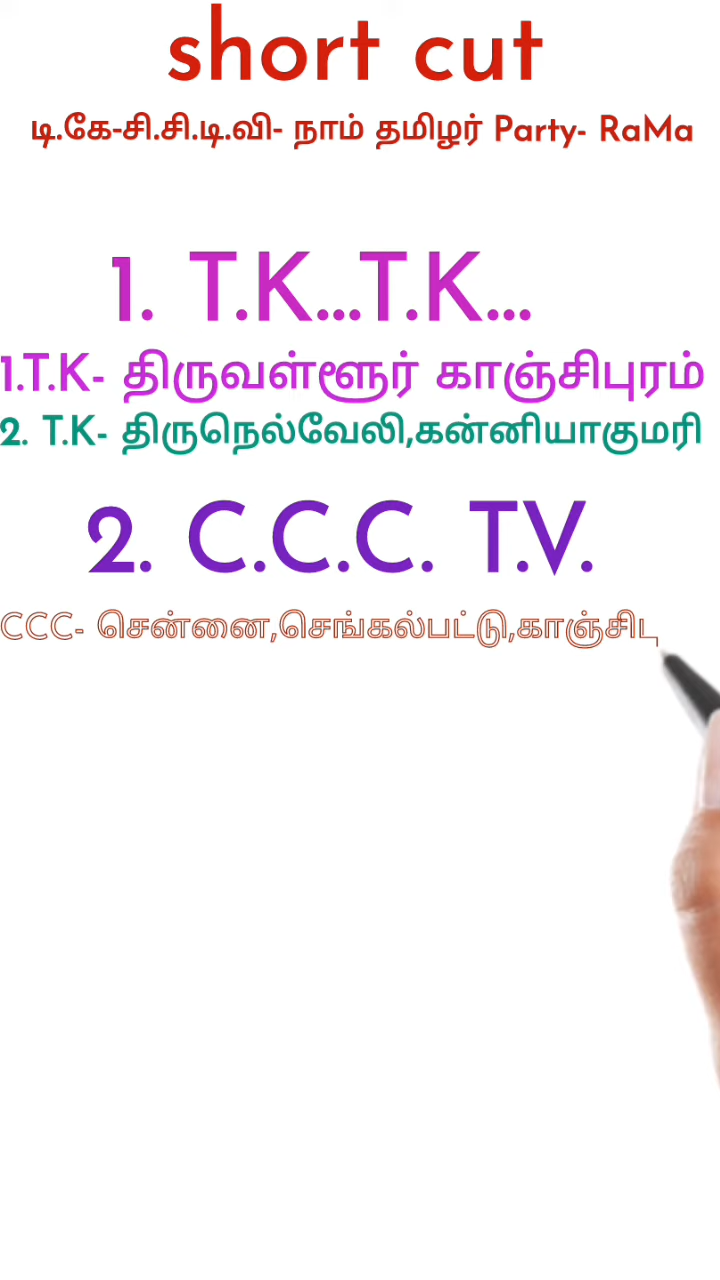 short cut
டி.கே-சி.சி.டி.வி- நாம் தமிழர் Party- RaMa
1. T.K...T.K...
1.T.K- திருவள்ளூர் காஞ்சிபுரம்
2. T.K- திருநெல்வேலி,கன்னியாகுமரி
2. C.C.C. T.V.
CCC- சென்னை,செங்கல்பட்டு,காஞ்சிபு